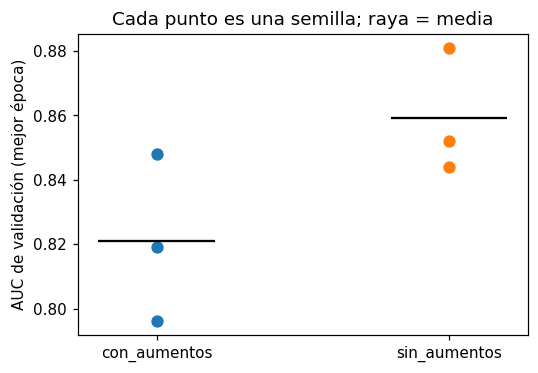 Cada punto es una semilla; raya = media
AUC de validación (mejor época)
0.88
0.86
0.84
0.82
0.80
con_aumentos
sin_aumentos